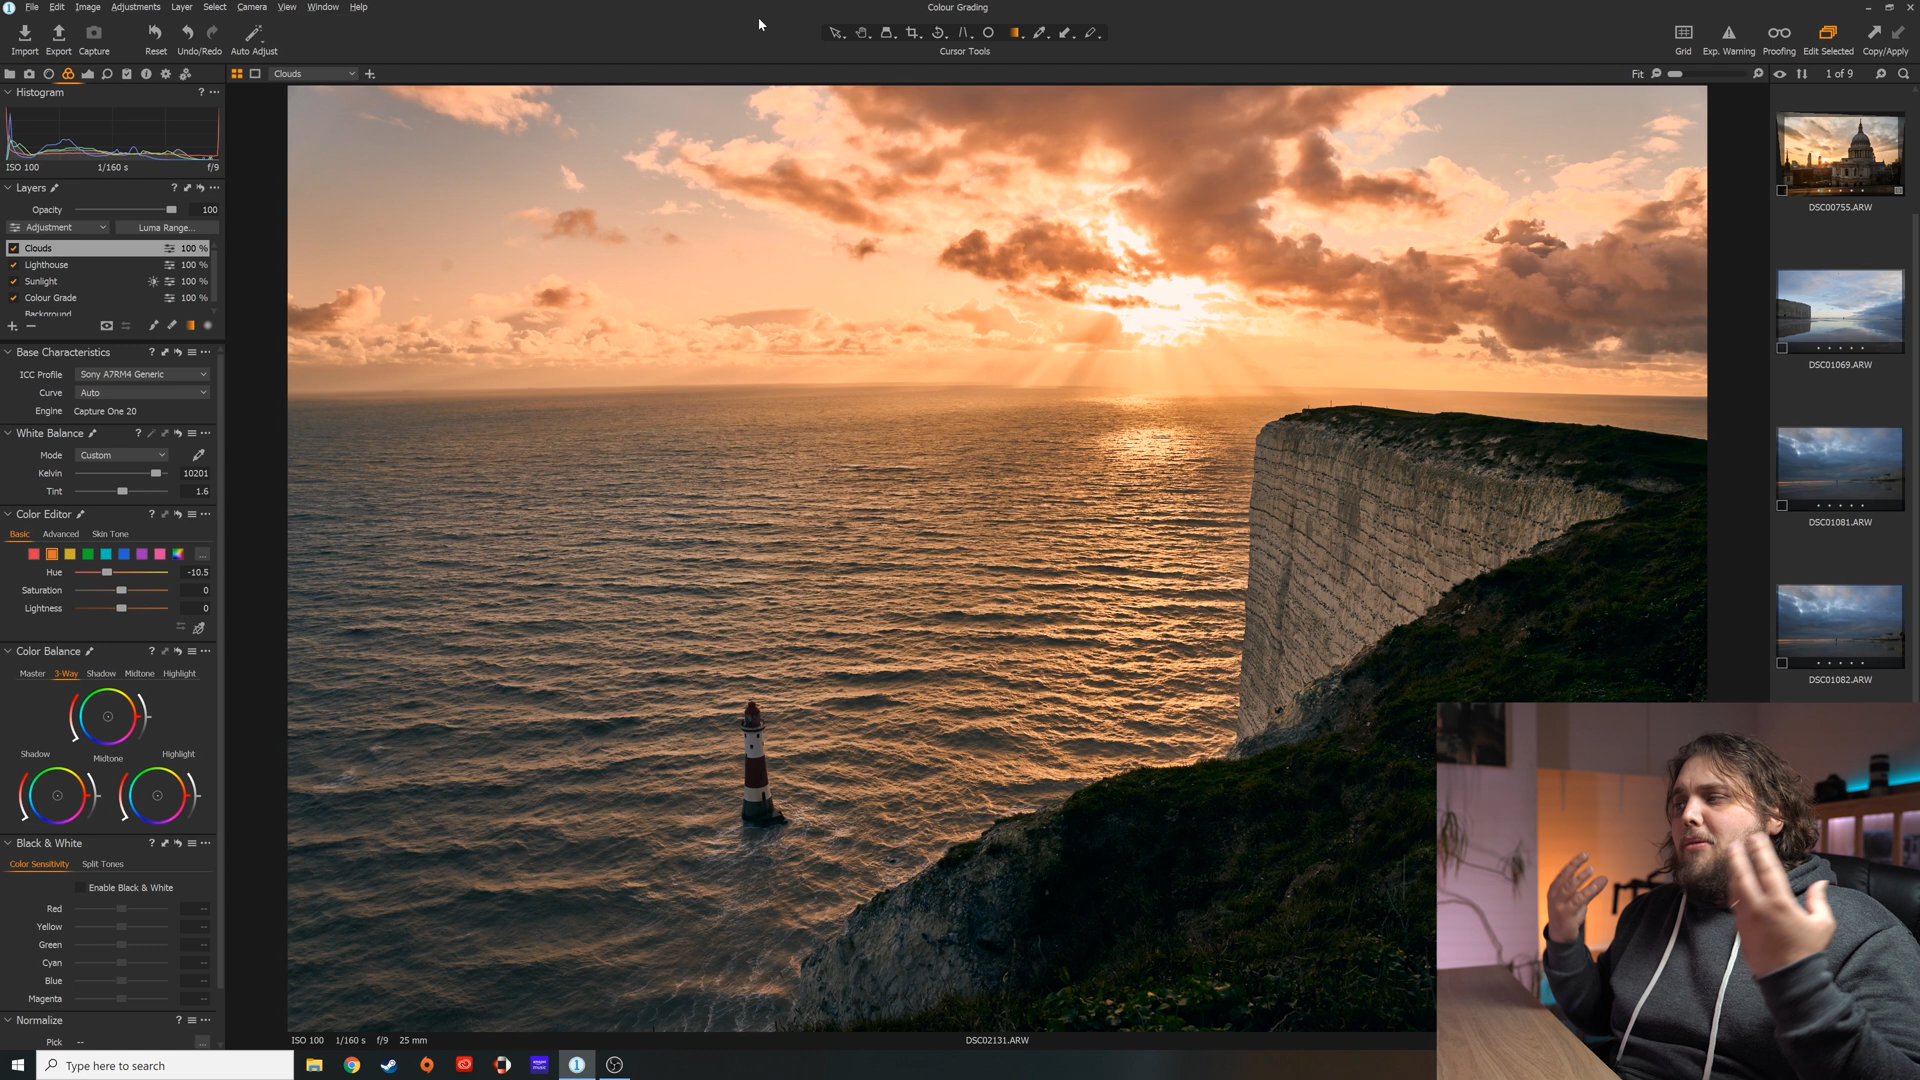 File Edit Image Adjustments Layer Select Camera View Window Help
Colour Grading
Import Export Capture Reset Undo/Redo Auto Adjust
Cursor Tools
Grid Exp. Warning Proofing Edit Selected Copy/Apply
Clouds
Fit
1 of 9
Histogram ?
ISO 100 1/160 s f/9
Layers ?
Opacity 100
Adjustment Luma Range...
Clouds 100 %
Lighthouse 100 %
Sunlight 100 %
Colour Grade 100 %
Background
Base Characteristics ?
ICC Profile Sony A7RM4 Generic
Curve Auto
Engine Capture One 20
White Balance ?
Mode Custom
Kelvin 10201
Tint 1.6
Color Editor ?
Basic Advanced Skin Tone
...
Hue -10.5
Saturation 0
Lightness 0
Color Balance ?
Master 3-Way Shadow Midtone Highlight
Shadow Midtone Highlight
Black & White ?
Color Sensitivity Split Tones
Enable Black & White
Red --
Yellow --
Green --
Cyan --
Blue --
Magenta --
Normalize ?
Pick -- ...
DSC00755.ARW
DSC01069.ARW
DSC01081.ARW
DSC01082.ARW
ISO 100 1/160 s f/9 25 mm
DSC02131.ARW
Type here to search